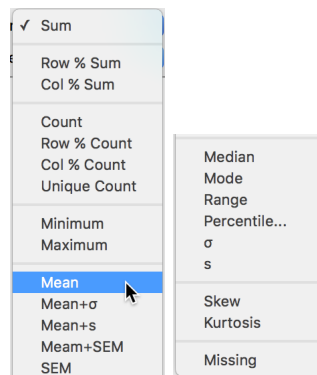 ✓ Sum
Row % Sum
Col % Sum
Count
Row % Count
Col % Count
Unique Count
Minimum
Maximum
Mean
Mean+σ
Mean+s
Meam+SEM
SEM
Median
Mode
Range
Percentile...
σ
s
Skew
Kurtosis
Missing